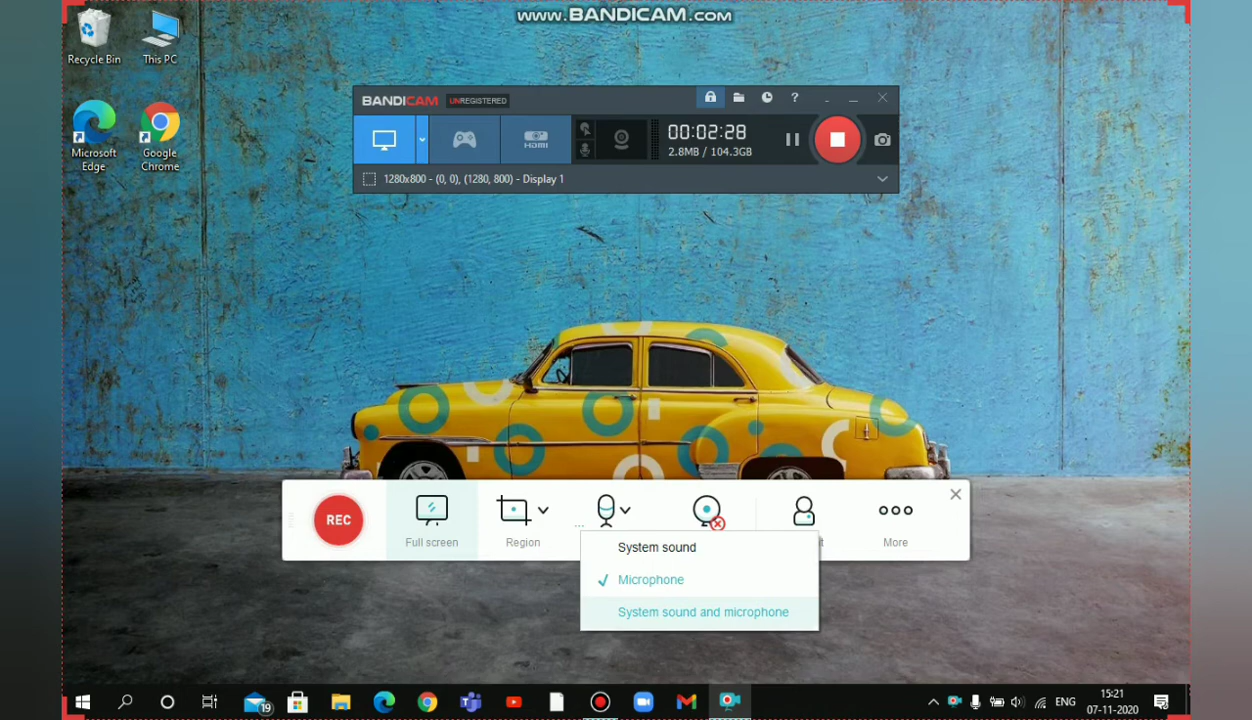 www.BANDICAM.com
Recycle Bin
This PC
Microsoft Edge
Google Chrome
BANDICAM UNREGISTERED
?
HDMI
00:02:28
2.8MB / 104.3GB
1280x800 - (0, 0), (1280, 800) - Display 1
REC
Full screen
Region
...
More
System sound
Microphone
System sound and microphone
19
ENG
15:21
07-11-2020